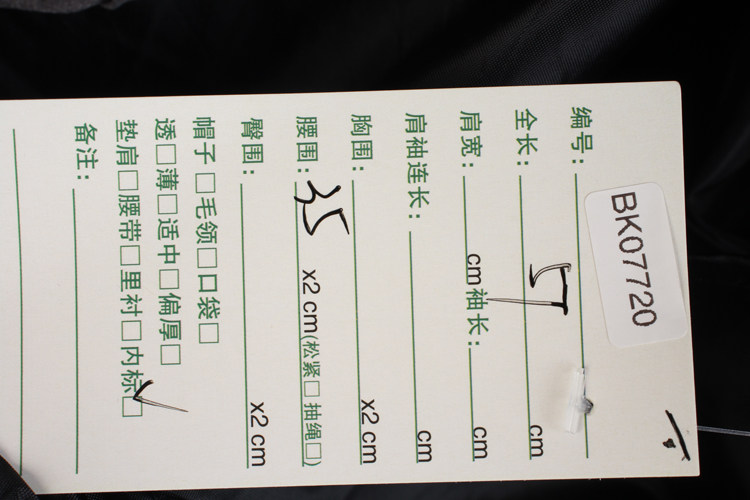 编号: BK07720
全长: 57 cm
肩宽: cm 袖长: cm
肩袖连长: cm
胸围: x2 cm
腰围: 35 x2 cm(松紧□ 抽绳□)
臀围: x2 cm
帽子□毛领□口袋□
透□薄□适中□偏厚□
垫肩□腰带□里衬□内标□✓
备注: